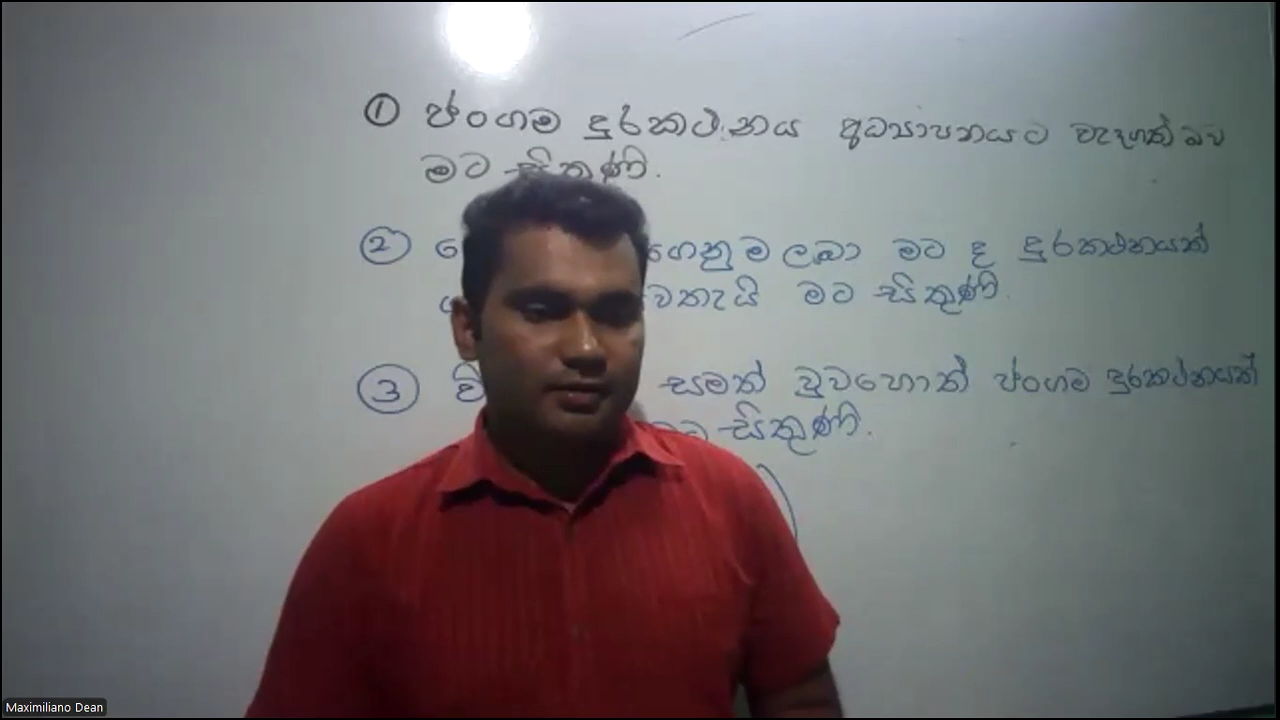 ① ජංගම දුරකථනය අධ්‍යාපනයට වැදගත් බව
මට සිතුණි.
② ගෙනුම ලබා මට ද දුරකථනයක්
මට සිතුණි.
③ සමත් වුවහොත් ජංගම දුරකථනයක්
සිතුණි.
Maximiliano Dean